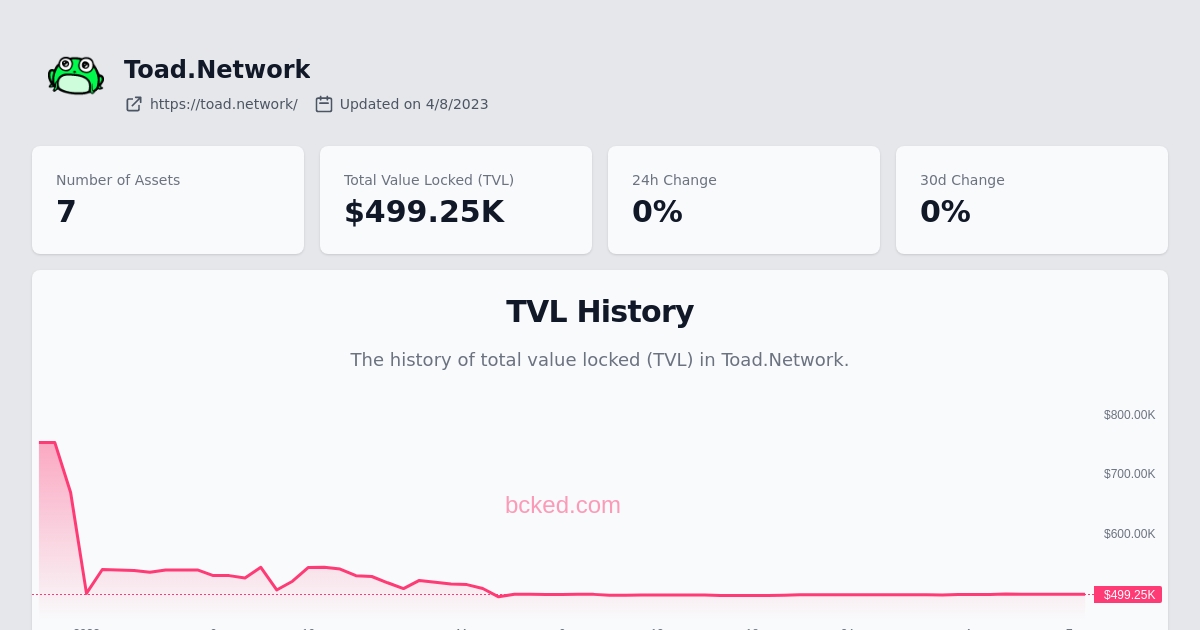 Toad.Network
https://toad.network/ Updated on 4/8/2023
Number of Assets
7
Total Value Locked (TVL)
$499.25K
24h Change
0%
30d Change
0%
TVL History
The history of total value locked (TVL) in Toad.Network.
$800.00K
$700.00K
bcked.com
$600.00K
$499.25K